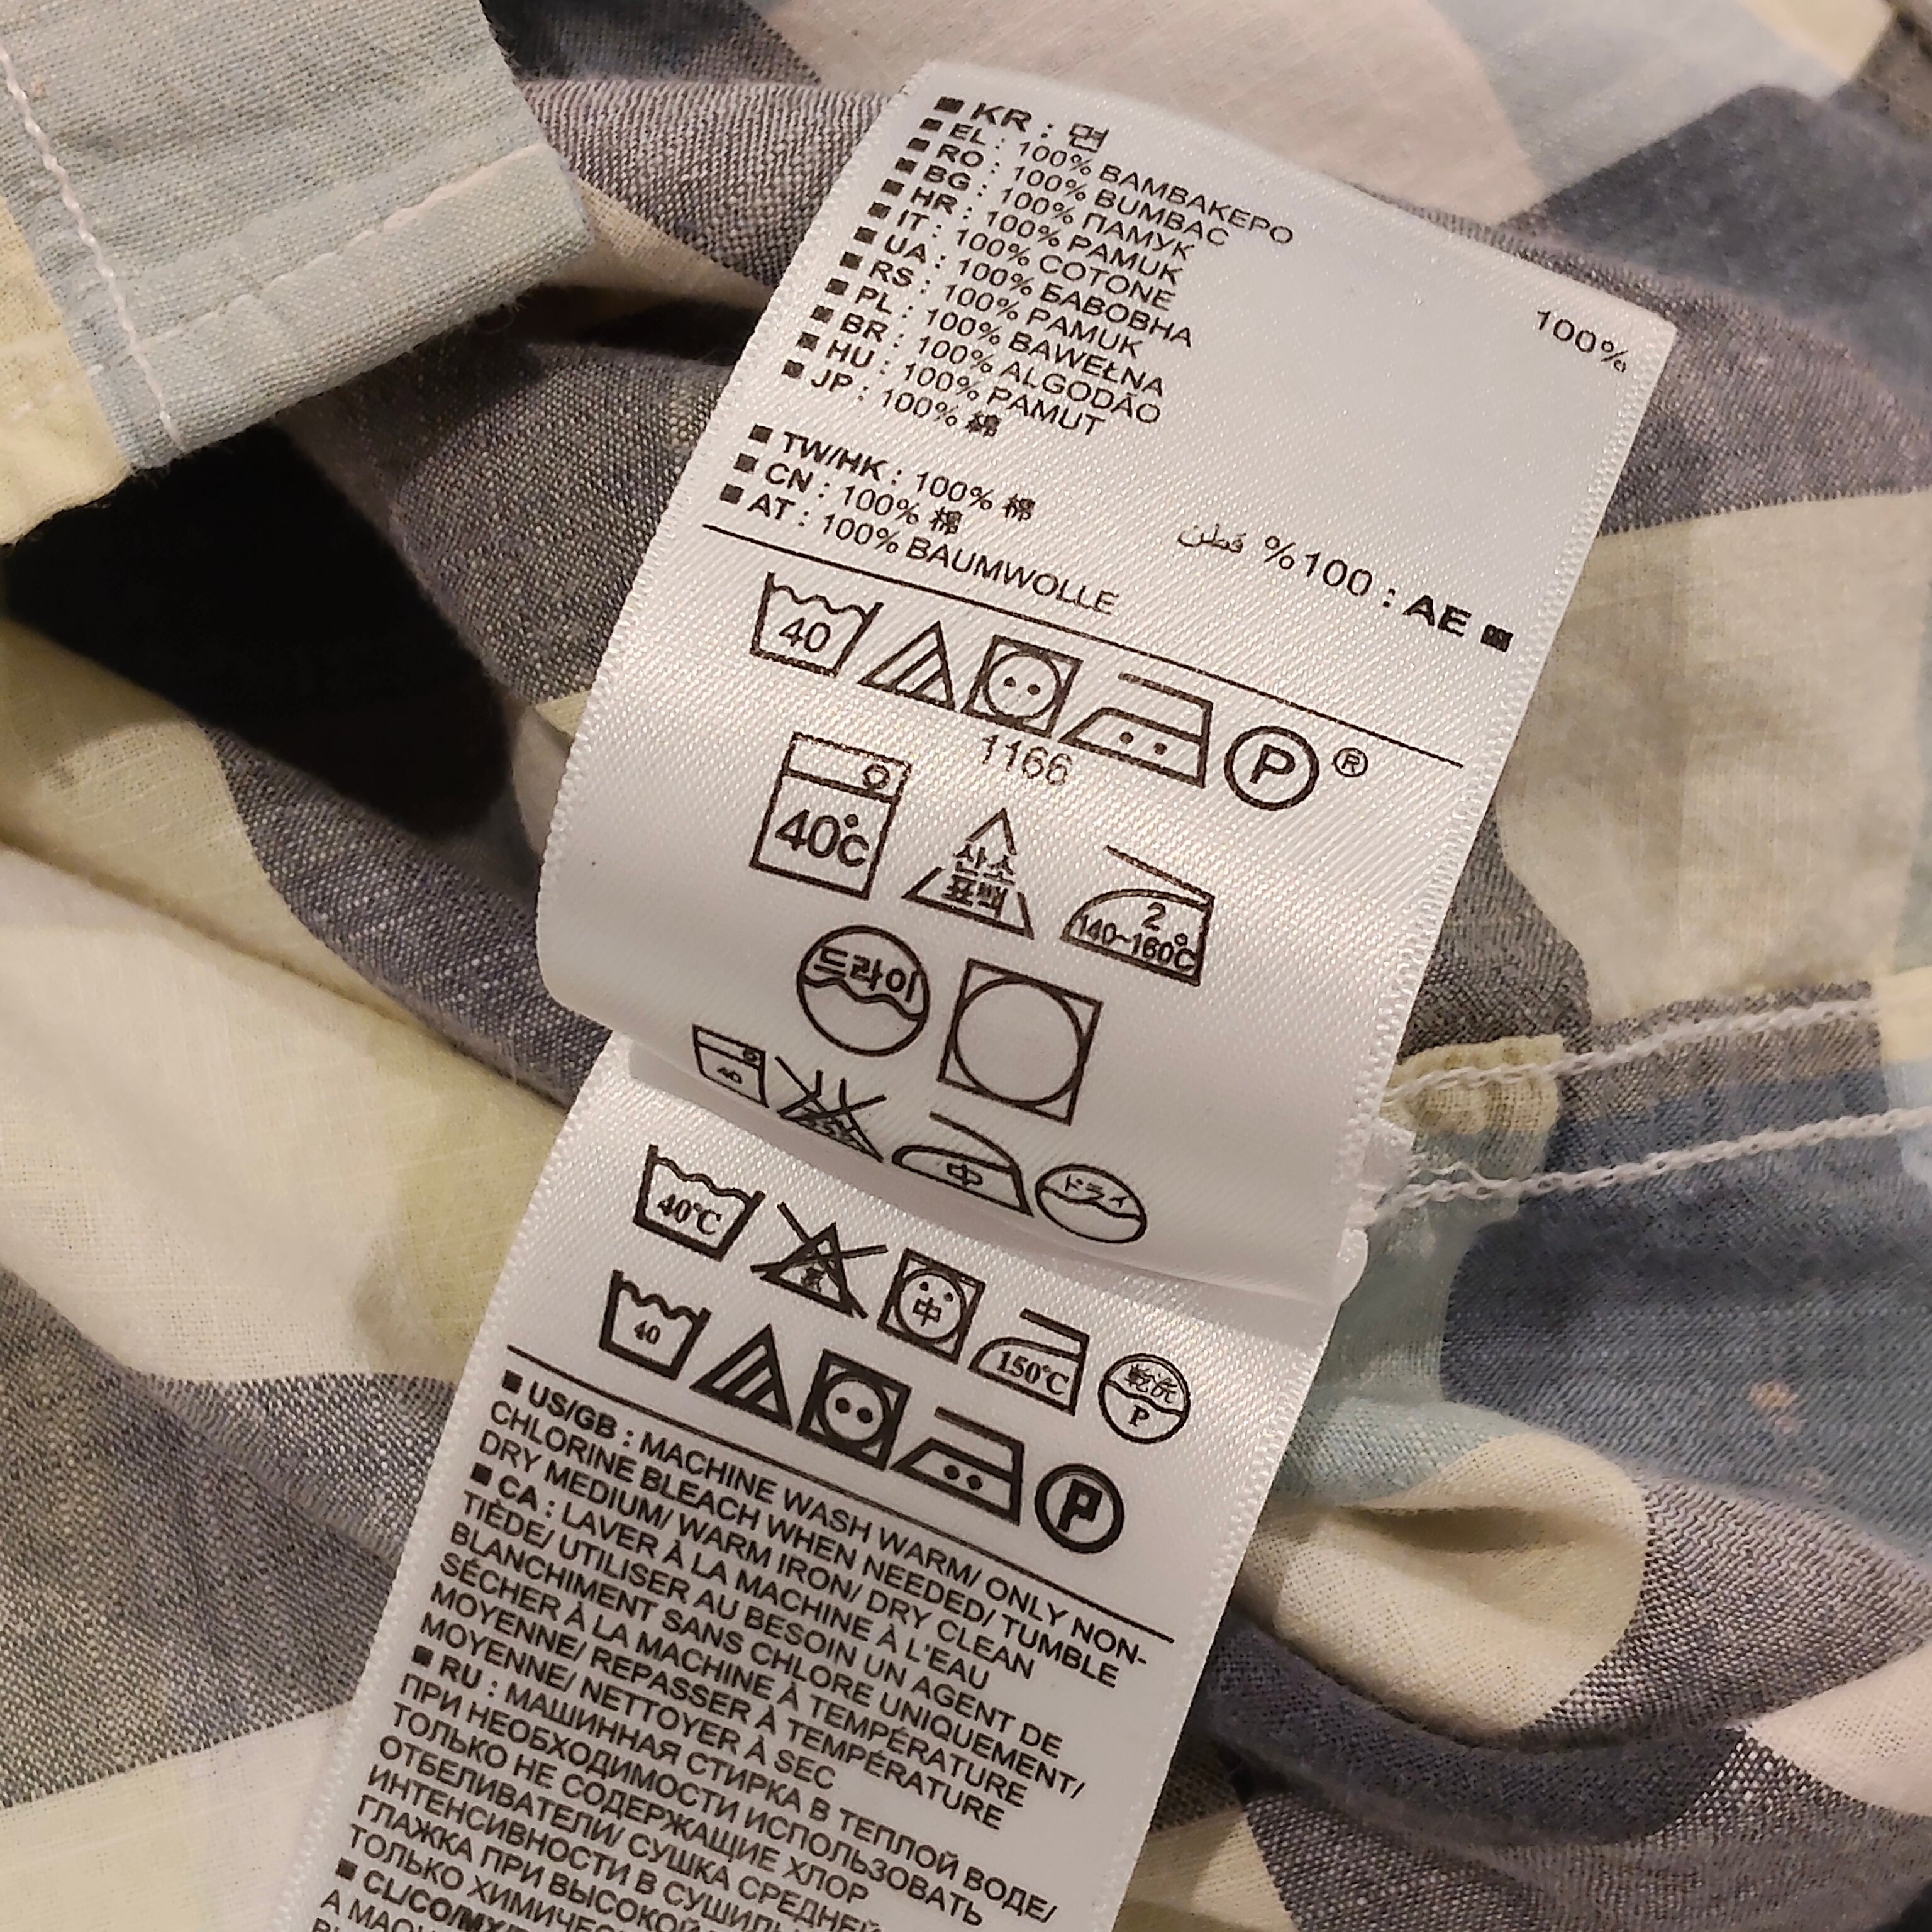 ■ KR : 면 100%
■ EL : 100% ΒΑΜΒΑΚΕΡΟ
■ RO : 100% BUMBAC
■ BG : 100% ПАМУК
■ HR : 100% PAMUK
■ IT : 100% COTONE
■ UA : 100% БАВОВНА
■ RS : 100% PAMUK
■ PL : 100% BAWEŁNA
■ BR : 100% ALGODÃO
■ HU : 100% PAMUT
■ JP : 100% 綿
■ TW/HK : 100% 棉
■ CN : 100% 棉
■ AE : 100% قطن
■ AT : 100% BAUMWOLLE
40 P ®
1166
40°C 산소 표백 2 140~160°C
드라이
40 中 ドライ
40°C 中 150°C 乾洗 P
40 P
■ US/GB : MACHINE WASH WARM/ ONLY NON-
CHLORINE BLEACH WHEN NEEDED/ TUMBLE
DRY MEDIUM/ WARM IRON/ DRY CLEAN
■ CA : LAVER À LA MACHINE À L'EAU
TIÈDE/ UTILISER AU BESOIN UN AGENT DE
BLANCHIMENT SANS CHLORE UNIQUEMENT/
SÉCHER À LA MACHINE À TEMPÉRATURE
MOYENNE/ REPASSER À TEMPÉRATURE
MOYENNE/ NETTOYER À SEC
■ RU : МАШИННАЯ СТИРКА В ТЕПЛОЙ ВОДЕ/
ПРИ НЕОБХОДИМОСТИ ИСПОЛЬЗОВАТЬ
ТОЛЬКО НЕ СОДЕРЖАЩИЕ ХЛОР
ОТБЕЛИВАТЕЛИ/ СУШКА СРЕДНЕЙ
ИНТЕНСИВНОСТИ В
ГЛАЖКА ПРИ ВЫСОКОЙ
ТОЛЬКО
■ CL/CO/MX
A